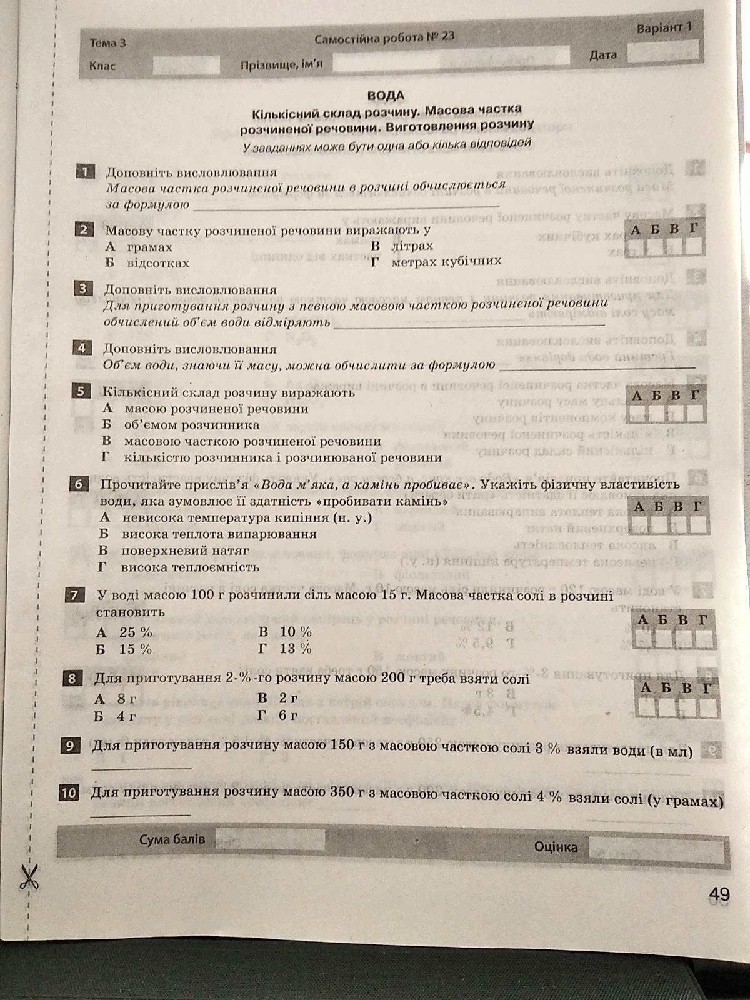 Тема 3 Самостійна робота № 23 Варіант 1
Клас Прізвище, ім'я Дата
ВОДА
Кількісний склад розчину. Масова частка
розчиненої речовини. Виготовлення розчину
У завданнях може бути одна або кілька відповідей
1 Доповніть висловлювання
Масова частка розчиненої речовини в розчині обчислюється
за формулою
2 Масову частку розчиненої речовини виражають у
А грамах В літрах
Б відсотках Г метрах кубічних
А Б В Г
3 Доповніть висловлювання
Для приготування розчину з певною масовою часткою розчиненої речовини
обчислений об'єм води відміряють
4 Доповніть висловлювання
Об'єм води, знаючи її масу, можна обчислити за формулою
5 Кількісний склад розчину виражають
А масою розчиненої речовини
Б об'ємом розчинника
В масовою часткою розчиненої речовини
Г кількістю розчинника і розчинюваної речовини
А Б В Г
6 Прочитайте прислів'я «Вода м'яка, а камінь пробиває». Укажіть фізичну властивість
води, яка зумовлює її здатність «пробивати камінь»
А невисока температура кипіння (н. у.)
Б висока теплота випарювання
В поверхневий натяг
Г висока теплоємність
А Б В Г
7 У воді масою 100 г розчинили сіль масою 15 г. Масова частка солі в розчині
становить
А 25 % В 10 %
Б 15 % Г 13 %
А Б В Г
8 Для приготування 2-%-го розчину масою 200 г треба взяти солі
А 8 г В 2 г
Б 4 г Г 6 г
А Б В Г
9 Для приготування розчину масою 150 г з масовою часткою солі 3 % взяли води (в мл)
10 Для приготування розчину масою 350 г з масовою часткою солі 4 % взяли солі (у грамах)
Сума балів Оцінка
49